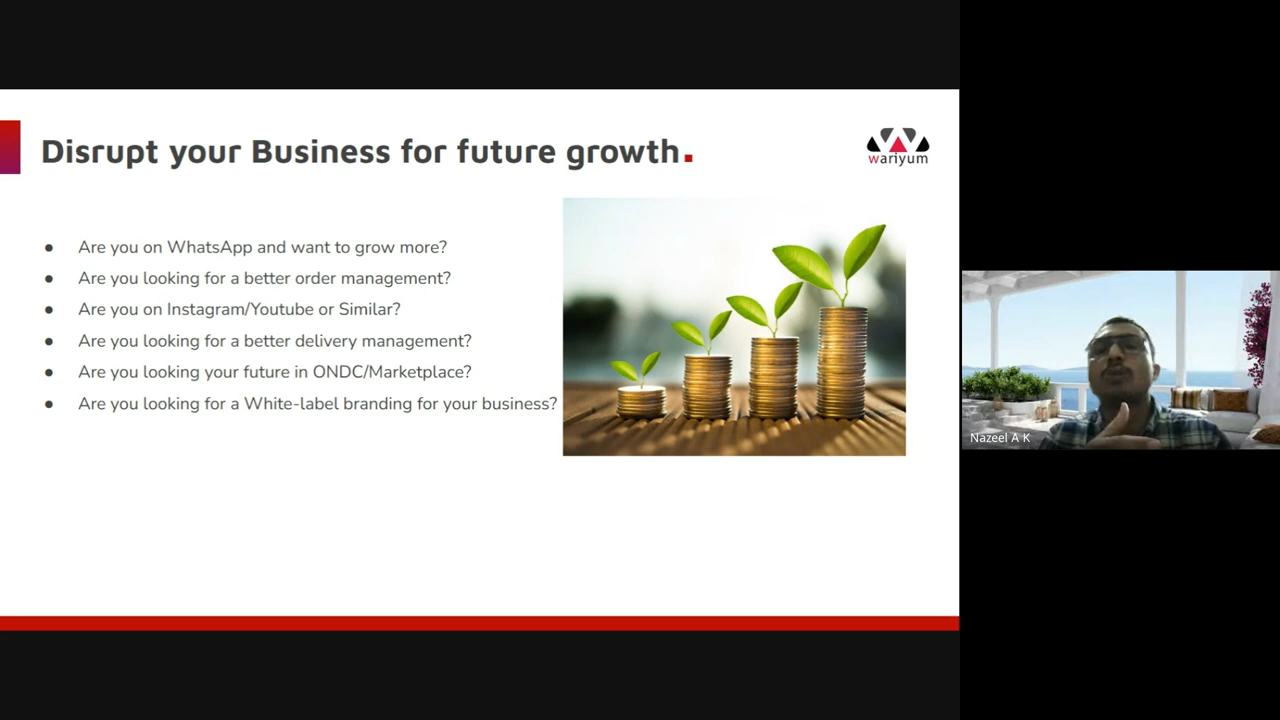 Disrupt your Business for future growth.
wariyum
● Are you on WhatsApp and want to grow more?
● Are you looking for a better order management?
● Are you on Instagram/Youtube or Similar?
● Are you looking for a better delivery management?
● Are you looking your future in ONDC/Marketplace?
● Are you looking for a White-label branding for your business?
Nazeel A K